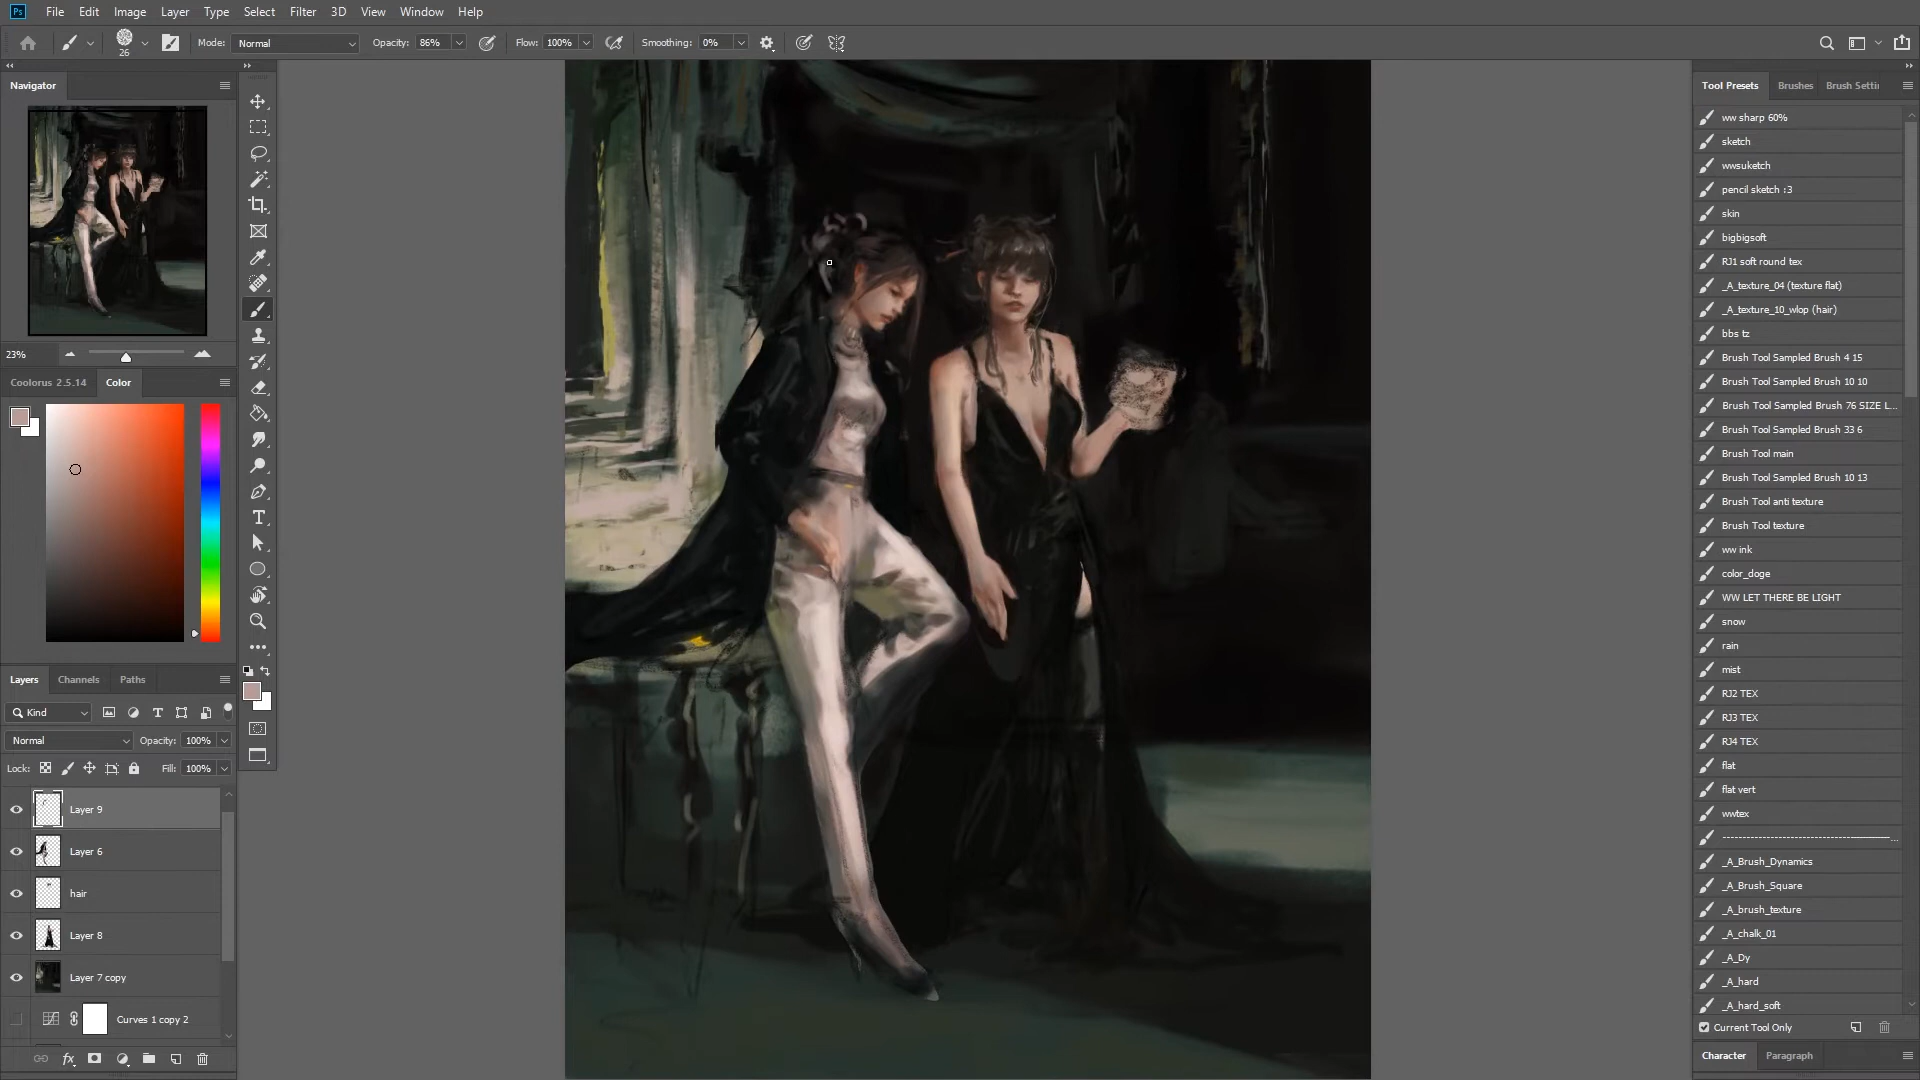 Ps File Edit Image Layer Type Select Filter 3D View Window Help
26 Mode: Normal Opacity: 86% Flow: 100% Smoothing: 0%
Navigator
23%
Coolorus 2.5.14 Color
Layers Channels Paths
Kind
Normal Opacity: 100%
Lock: Fill: 100%
Layer 9
Layer 6
hair
Layer 8
Layer 7 copy
Curves 1 copy 2
fx
Tool Presets Brushes Brush Setti
ww sharp 60%
sketch
wwsuketch
pencil sketch :3
skin
bigbigsoft
RJ1 soft round tex
_A_texture_04 (texture flat)
_A_texture_10_wlop (hair)
bbs tz
Brush Tool Sampled Brush 4 15
Brush Tool Sampled Brush 10 10
Brush Tool Sampled Brush 76 SIZE L...
Brush Tool Sampled Brush 33 6
Brush Tool main
Brush Tool Sampled Brush 10 13
Brush Tool anti texture
Brush Tool texture
ww ink
color_doge
WW LET THERE BE LIGHT
snow
rain
mist
RJ2 TEX
RJ3 TEX
RJ4 TEX
flat
flat vert
wwtex
_A_Brush_Dynamics
_A_Brush_Square
_A_brush_texture
_A_chalk_01
_A_Dy
_A_hard
_A_hard_soft
Current Tool Only
Character Paragraph